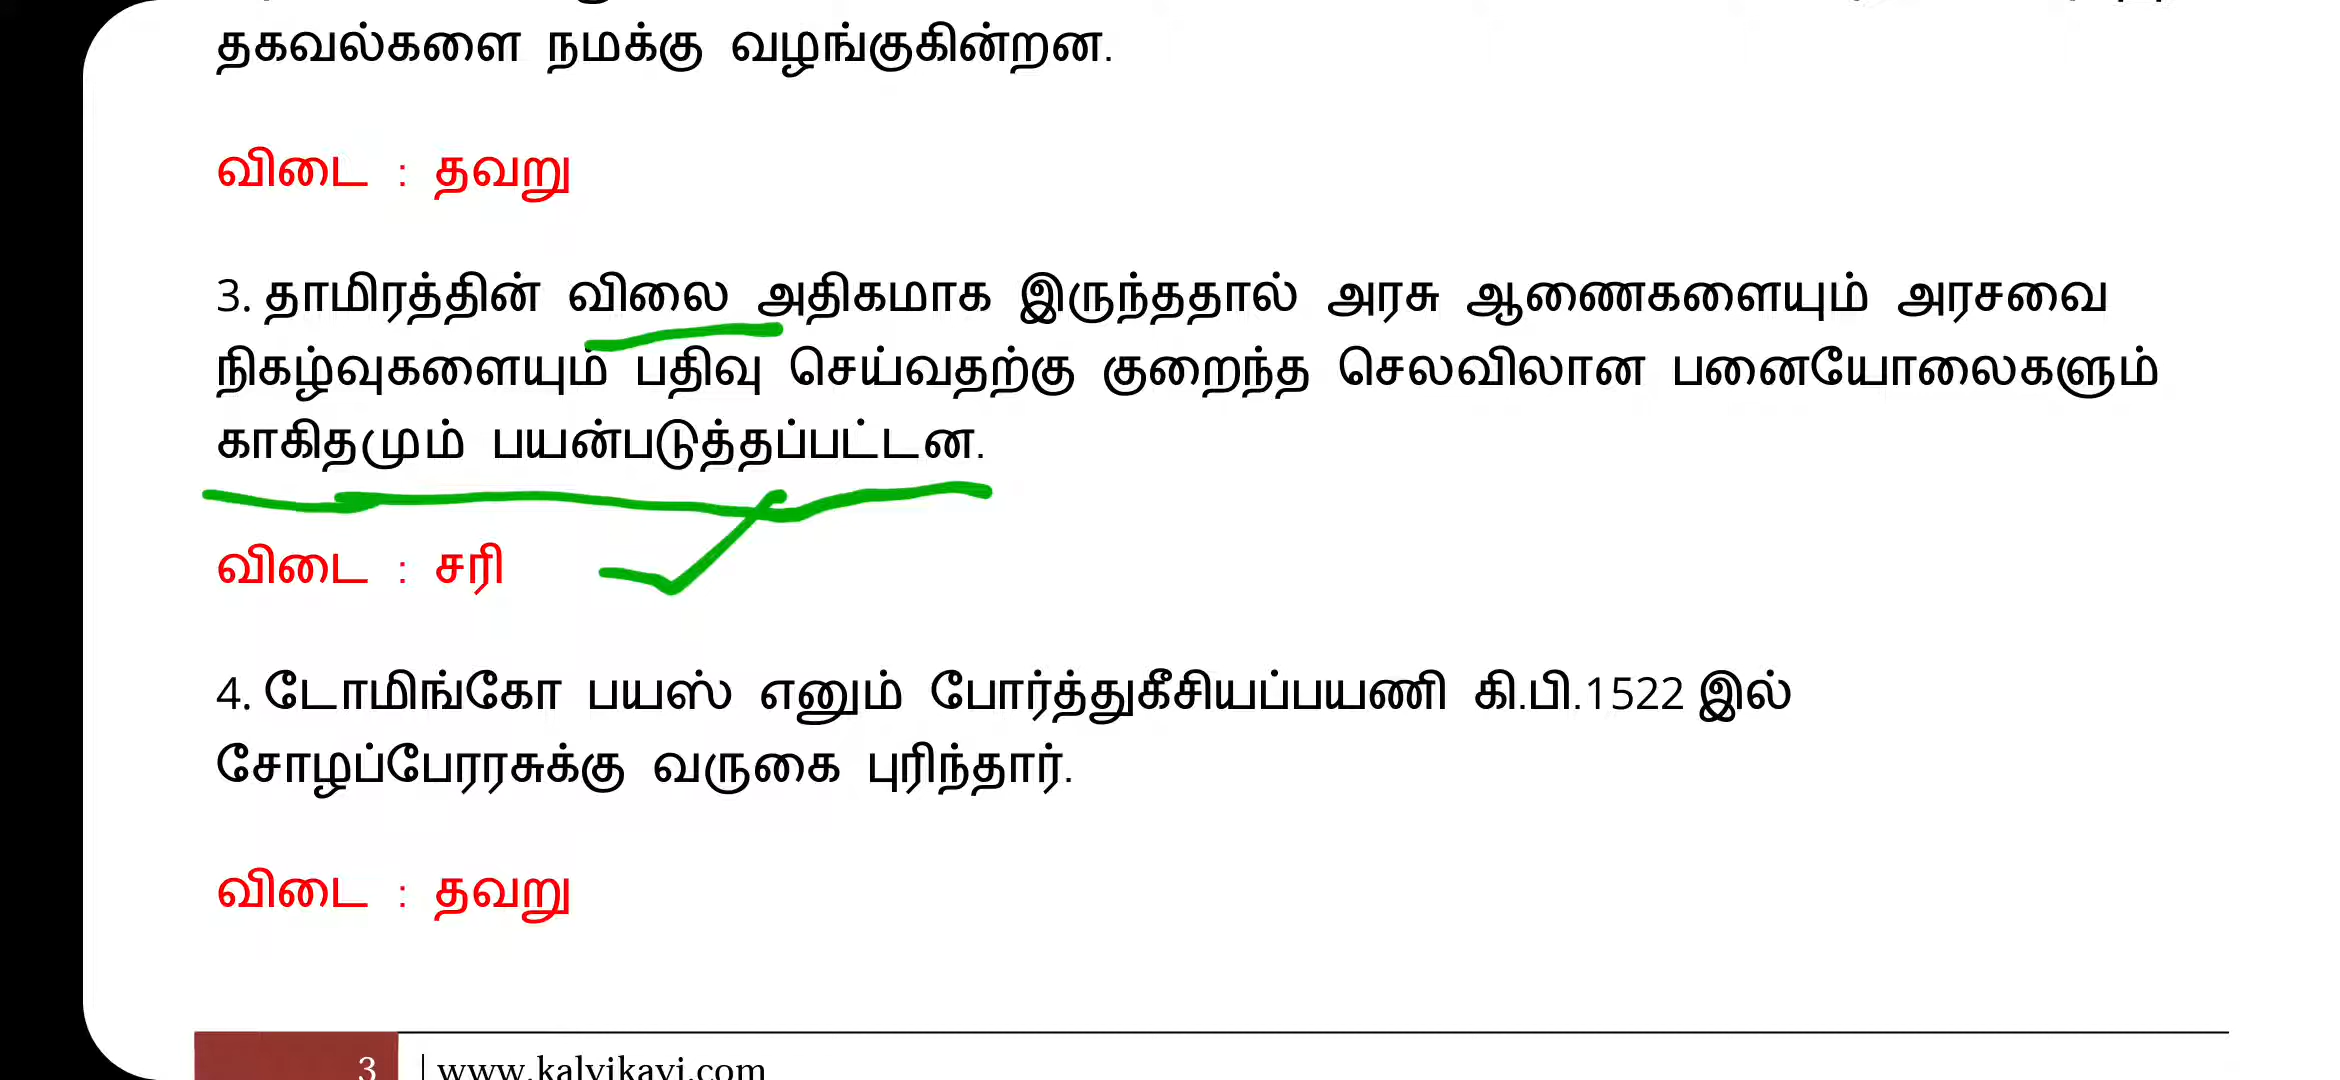 தகவல்களை நமக்கு வழங்குகின்றன.
விடை : தவறு
3. தாமிரத்தின் விலை அதிகமாக இருந்ததால் அரசு ஆணைகளையும் அரசவை
நிகழ்வுகளையும் பதிவு செய்வதற்கு குறைந்த செலவிலான பனையோலைகளும்
காகிதமும் பயன்படுத்தப்பட்டன.
விடை : சரி
4. டோமிங்கோ பயஸ் எனும் போர்த்துகீசியப்பயணி கி.பி.1522 இல்
சோழப்பேரரசுக்கு வருகை புரிந்தார்.
விடை : தவறு
3 | www.kalvikavi.com